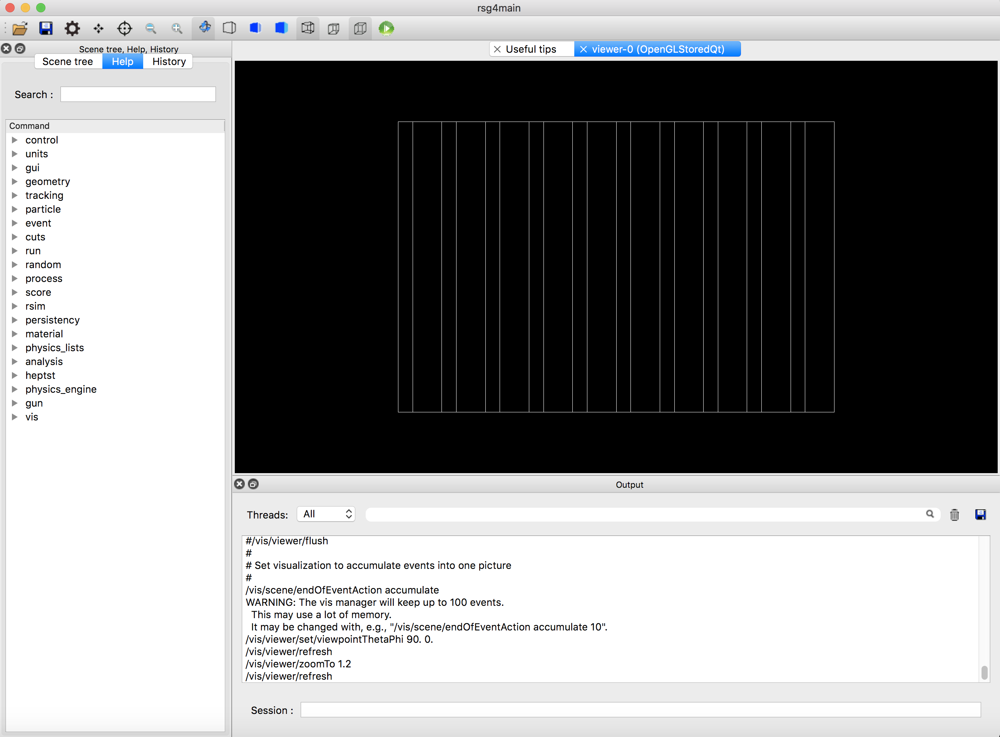 rsg4main
Scene tree, Help, History
Scene tree
Help
History
Search :
Command
control
units
gui
geometry
tracking
particle
event
cuts
run
random
process
score
rsim
persistency
material
physics_lists
analysis
heptst
physics_engine
gun
vis
Useful tips
viewer-0 (OpenGLStoredQt)
Output
Threads:
All
#/vis/viewer/flush
#
# Set visualization to accumulate events into one picture
#
/vis/scene/endOfEventAction accumulate
WARNING: The vis manager will keep up to 100 events.
This may use a lot of memory.
It may be changed with, e.g., "/vis/scene/endOfEventAction accumulate 10".
/vis/viewer/set/viewpointThetaPhi 90. 0.
/vis/viewer/refresh
/vis/viewer/zoomTo 1.2
/vis/viewer/refresh
Session :